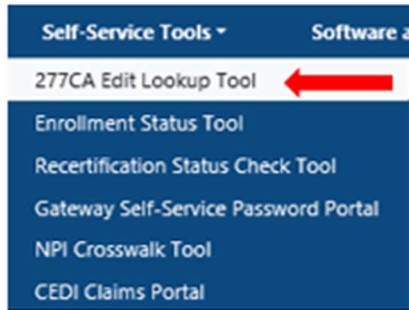 Self-Service Tools Software a
277CA Edit Lookup Tool
Enrollment Status Tool
Recertification Status Check Tool
Gateway Self-Service Password Portal
NPI Crosswalk Tool
CEDI Claims Portal